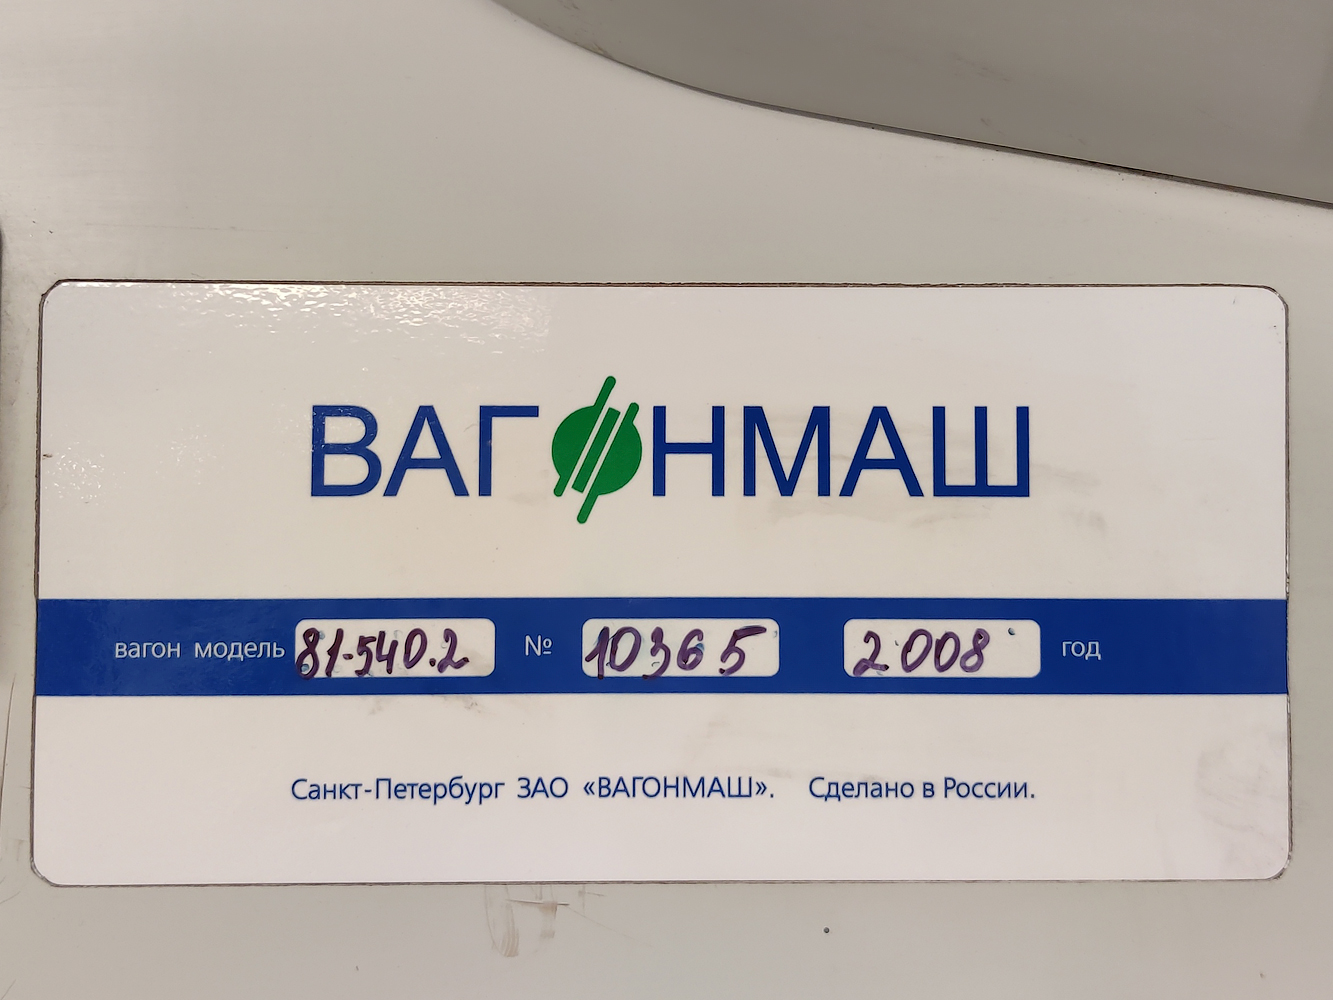 ВАГОНМАШ
вагон модель 81-540.2 № 10365 2008 год
Санкт-Петербург ЗАО «ВАГОНМАШ». Сделано в России.